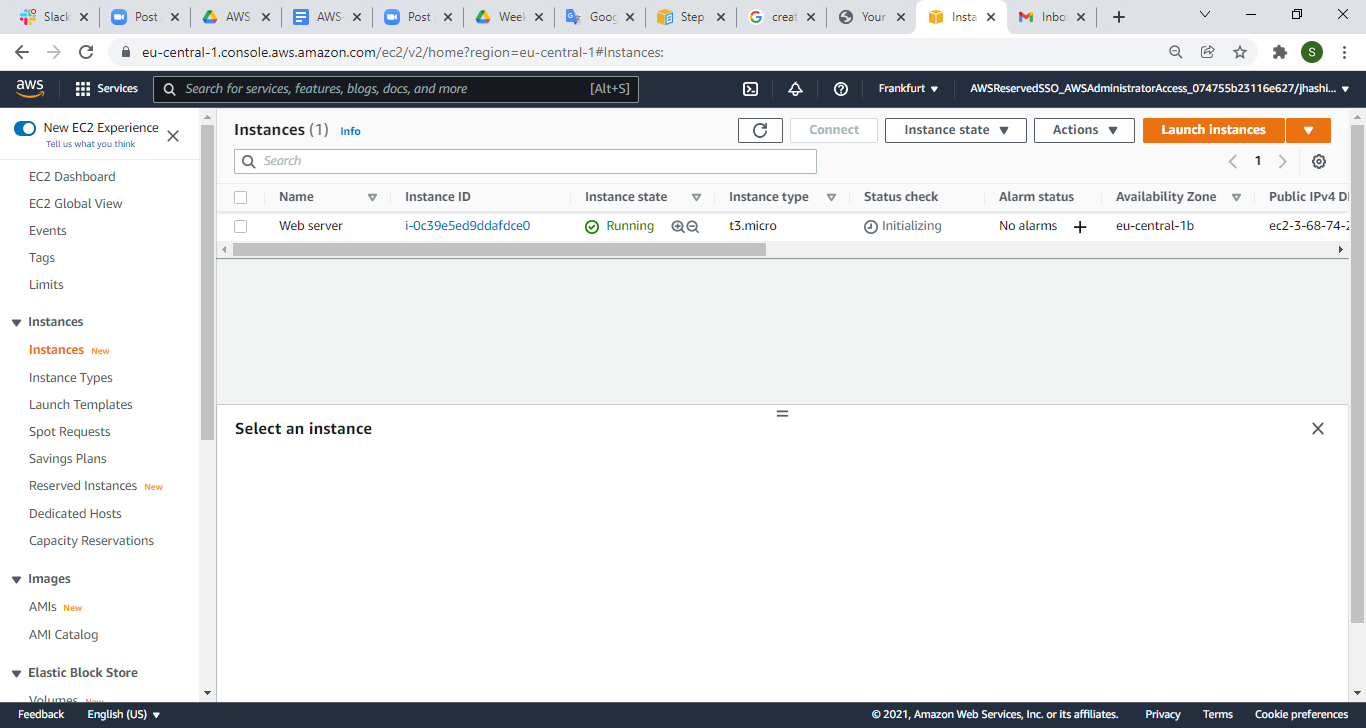 Slack
Post
AWS
AWS
Post
Week
Goog
Step
creat
Your
Insta
Inbo
eu-central-1.console.aws.amazon.com/ec2/v2/home?region=eu-central-1#Instances:
S
aws
Services
Search for services, features, blogs, docs, and more
[Alt+S]
Frankfurt ▼
AWSReservedSSO_AWSAdministratorAccess_074755b23116e627/jhashi... ▼
New EC2 Experience
Tell us what you think
EC2 Dashboard
EC2 Global View
Events
Tags
Limits
Instances
Instances New
Instance Types
Launch Templates
Spot Requests
Savings Plans
Reserved Instances New
Dedicated Hosts
Capacity Reservations
Images
AMIs New
AMI Catalog
Elastic Block Store
Volumes New
Instances (1) Info
Connect
Instance state ▼
Actions ▼
Launch instances ▼
Search
1
Name
Instance ID
Instance state
Instance type
Status check
Alarm status
Availability Zone
Public IPv4 D
Web server
i-0c39e5ed9ddafdce0
Running
t3.micro
Initializing
No alarms +
eu-central-1b
ec2-3-68-74-2
Select an instance
Feedback
English (US) ▼
© 2021, Amazon Web Services, Inc. or its affiliates.
Privacy
Terms
Cookie preferences